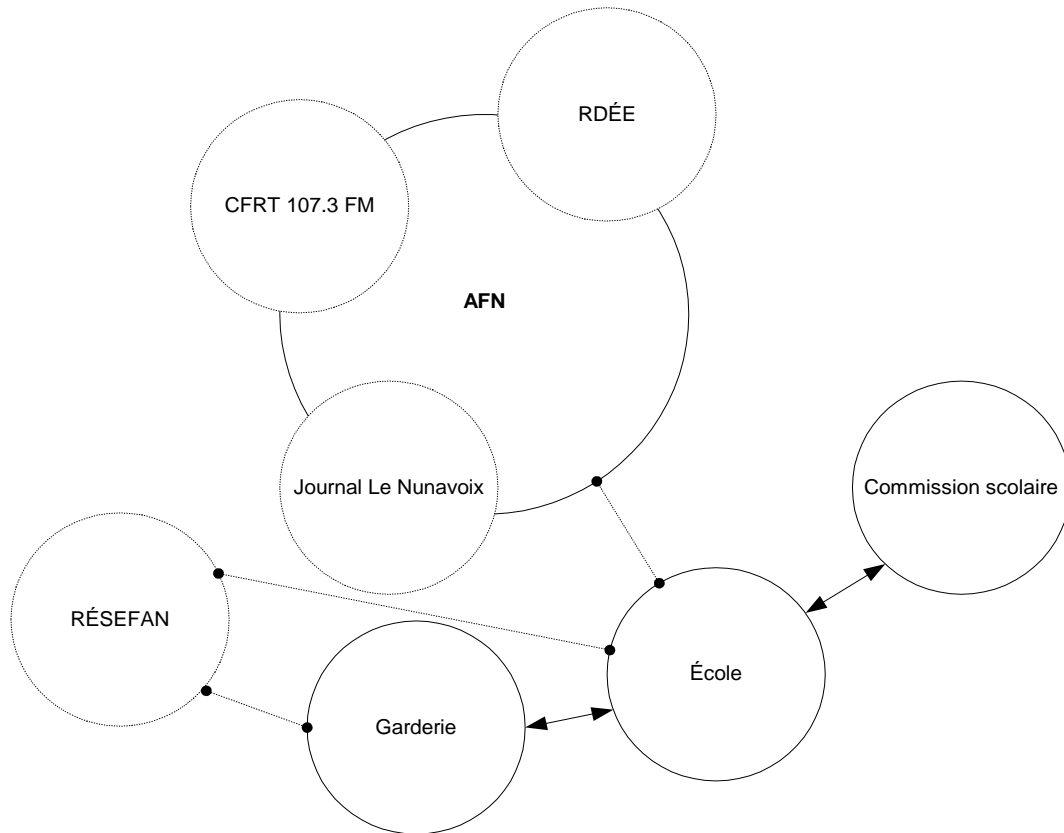 RDÉE
CFRT 107.3 FM
AFN
Journal Le Nunavoix
Commission scolaire
RÉSEFAN
École
Garderie